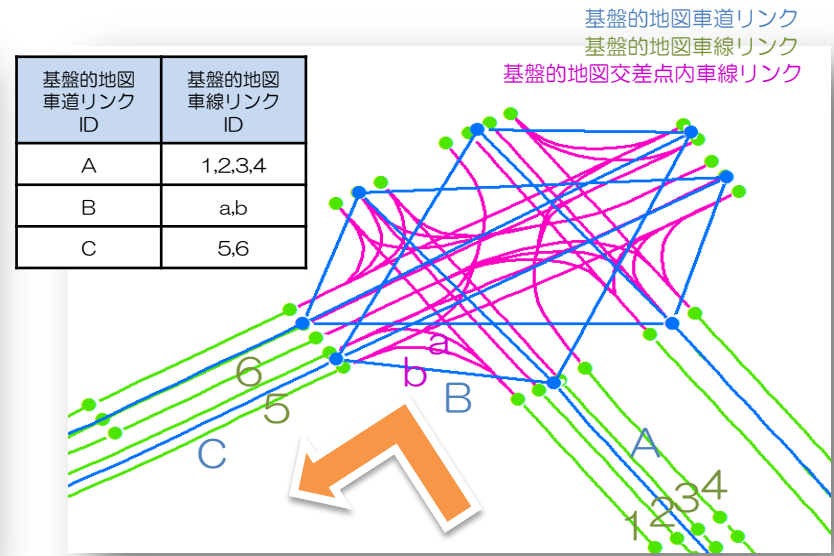 基盤的地図車道リンク
基盤的地図車線リンク
基盤的地図交差点内車線リンク
基盤的地図
車道リンク
ID
基盤的地図
車線リンク
ID
A
1,2,3,4
B
a,b
C
5,6
a
b
B
6
5
C
A
1
2
3
4